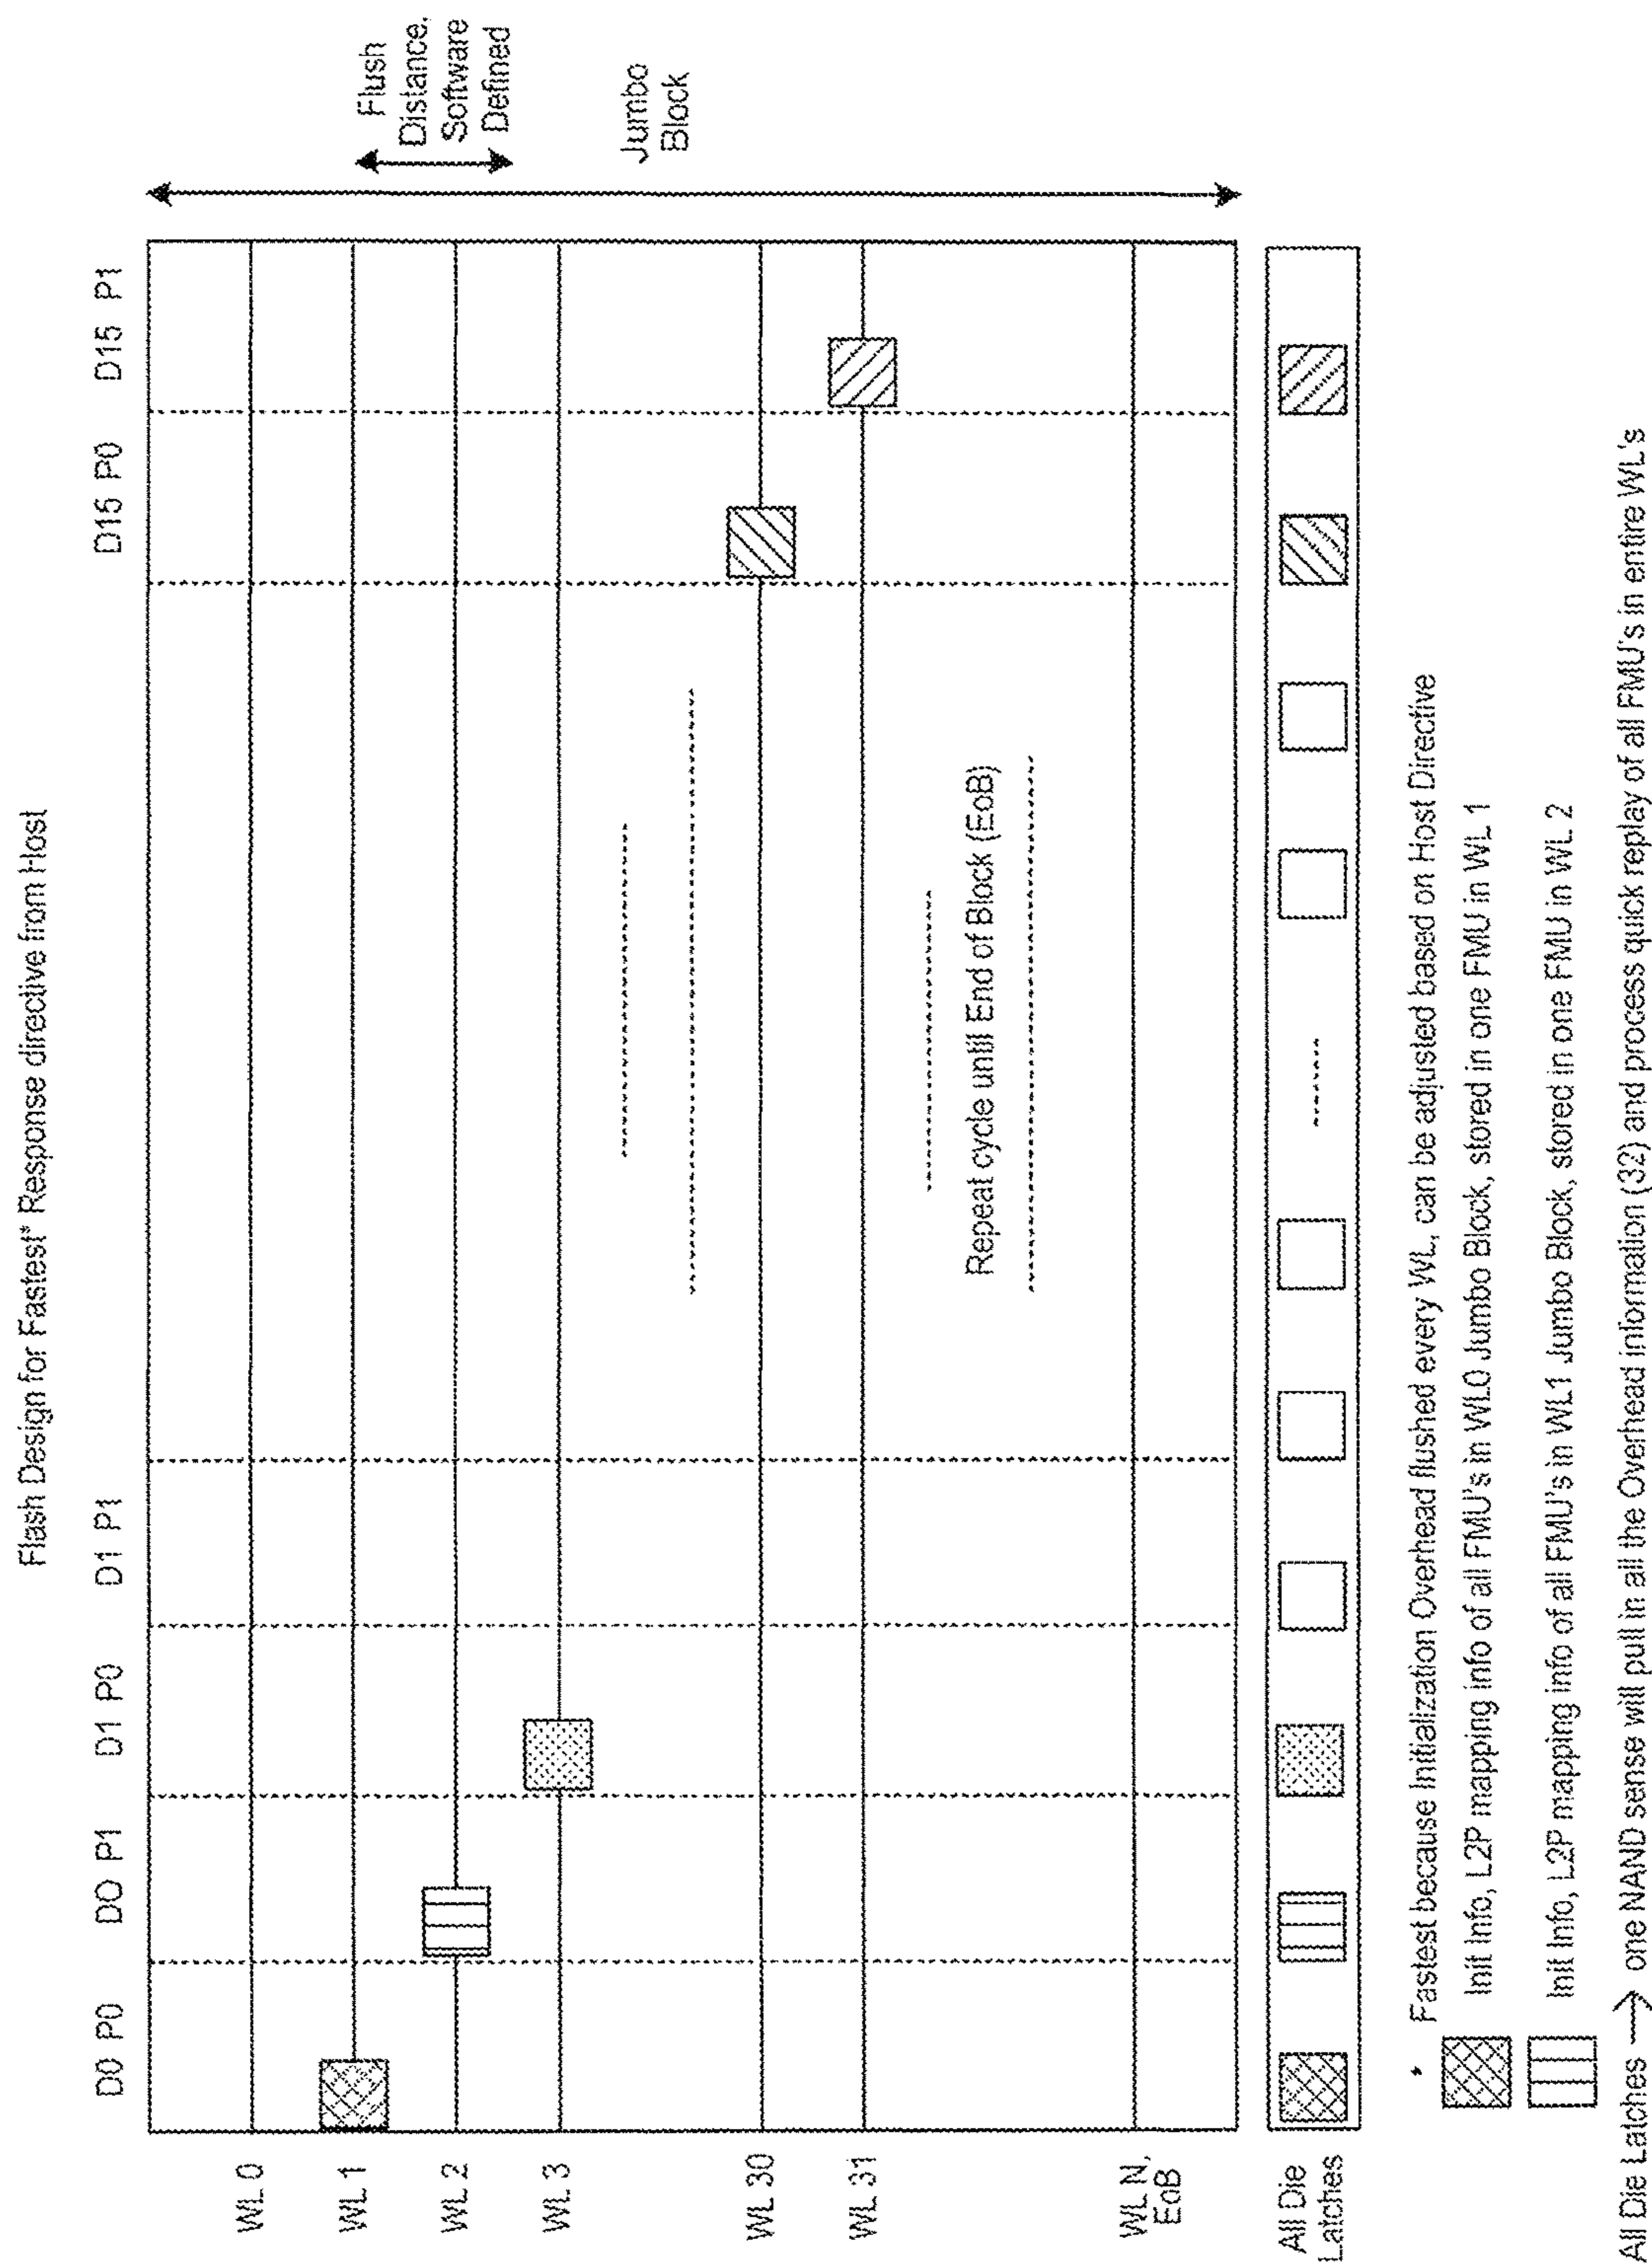 Flash Design for Fastest* Response directive from Host
D0 P0
D0 P1
D1 P0
D1 P1
D15 P0
D15 P1
WL 0
WL 1
WL 2
WL 3
WL 30
WL 31
WL N,
EoB
Flush
Distance,
Software
Defined
Jumbo
Block
Repeat cycle until End of Block (EoB)
All Die
Latches
* Fastest because Initialization Overhead flushed every WL, can be adjusted based on Host Directive
Init Info, L2P mapping info of all FMU's in WL0 Jumbo Block, stored in one FMU in WL 1
Init Info, L2P mapping info of all FMU's in WL1 Jumbo Block, stored in one FMU in WL 2
All Die Latches → one NAND sense will pull in all the Overhead information (32) and process quick replay of all FMU's in entire WL's